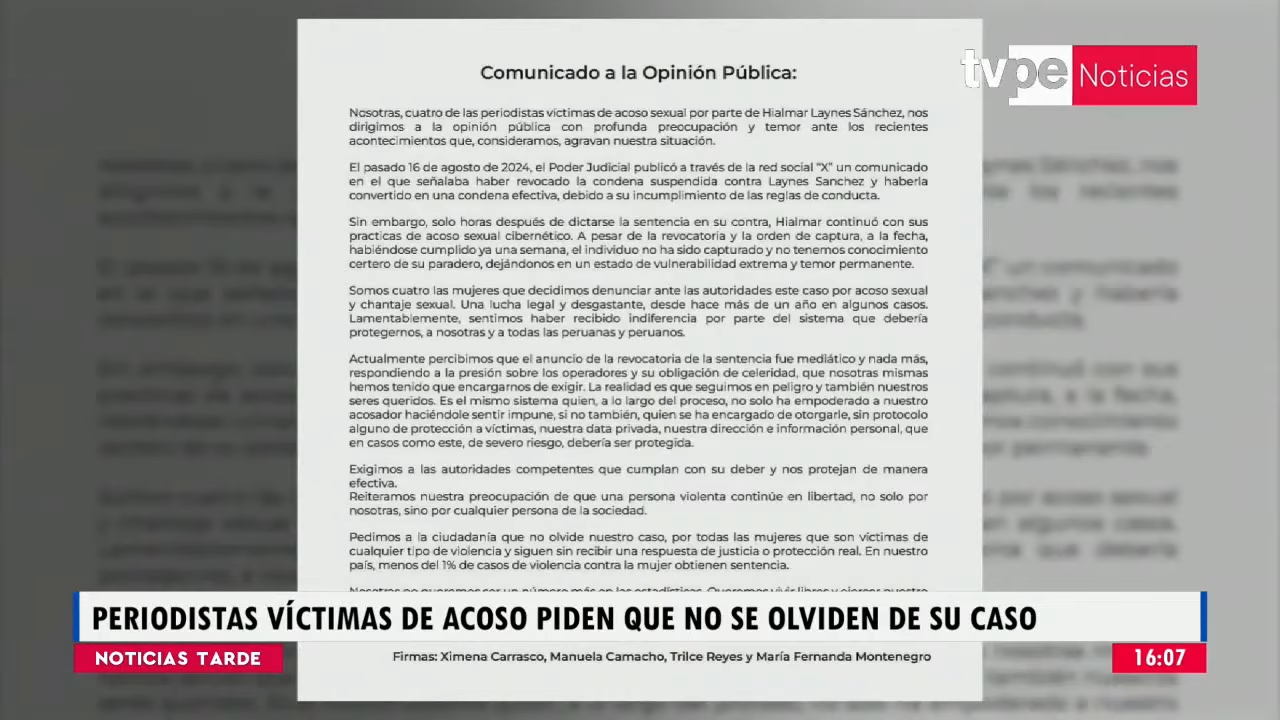 Comunicado a la Opinión Pública:
tvpe Noticias
Nosotras, cuatro de las periodistas víctimas de acoso sexual por parte de Hialmar Laynes Sánchez, nos
dirigimos a la opinión pública con profunda preocupación y temor ante los recientes
acontecimientos que, consideramos, agravan nuestra situación.
El pasado 16 de agosto de 2024, el Poder Judicial publicó a través de la red social "X" un comunicado
en el que señalaba haber revocado la condena suspendida contra Laynes Sanchez y haberla
convertido en una condena efectiva, debido a su incumplimiento de las reglas de conducta.
Sin embargo, solo horas después de dictarse la sentencia en su contra, Hialmar continuó con sus
practicas de acoso sexual cibernético. A pesar de la revocatoria y la orden de captura, a la fecha,
habiéndose cumplido ya una semana, el individuo no ha sido capturado y no tenemos conocimiento
certero de su paradero, dejándonos en un estado de vulnerabilidad extrema y temor permanente.
Somos cuatro las mujeres que decidimos denunciar ante las autoridades este caso por acoso sexual
y chantaje sexual. Una lucha legal y desgastante, desde hace más de un año en algunos casos.
Lamentablemente, sentimos haber recibido indiferencia por parte del sistema que debería
protegernos, a nosotras y a todas las peruanas y peruanos.
Actualmente percibimos que el anuncio de la revocatoria de la sentencia fue mediático y nada más,
respondiendo a la presión sobre los operadores y su obligación de celeridad, que nosotras mismas
hemos tenido que encargarnos de exigir. La realidad es que seguimos en peligro y también nuestros
seres queridos. Es el mismo sistema quien, a lo largo del proceso, no solo ha empoderado a nuestro
acosador haciéndole sentir impune, si no también, quien se ha encargado de otorgarle, sin protocolo
alguno de protección a víctimas, nuestra data privada, nuestra dirección e información personal, que
en casos como este, de severo riesgo, debería ser protegida.
Exigimos a las autoridades competentes que cumplan con su deber y nos protejan de manera
efectiva.
Reiteramos nuestra preocupación de que una persona violenta continúe en libertad, no solo por
nosotras, sino por cualquier persona de la sociedad.
Pedimos a la ciudadanía que no olvide nuestro caso, por todas las mujeres que son víctimas de
cualquier tipo de violencia y siguen sin recibir una respuesta de justicia o protección real. En nuestro
país, menos del 1% de casos de violencia contra la mujer obtienen sentencia.
Nosotras no queremos ser un número más en las estadísticas. Queremos vivir libres y ejercer nuestro
PERIODISTAS VÍCTIMAS DE ACOSO PIDEN QUE NO SE OLVIDEN DE SU CASO
NOTICIAS TARDE
16:07
Firmas: Ximena Carrasco, Manuela Camacho, Trilce Reyes y María Fernanda Montenegro